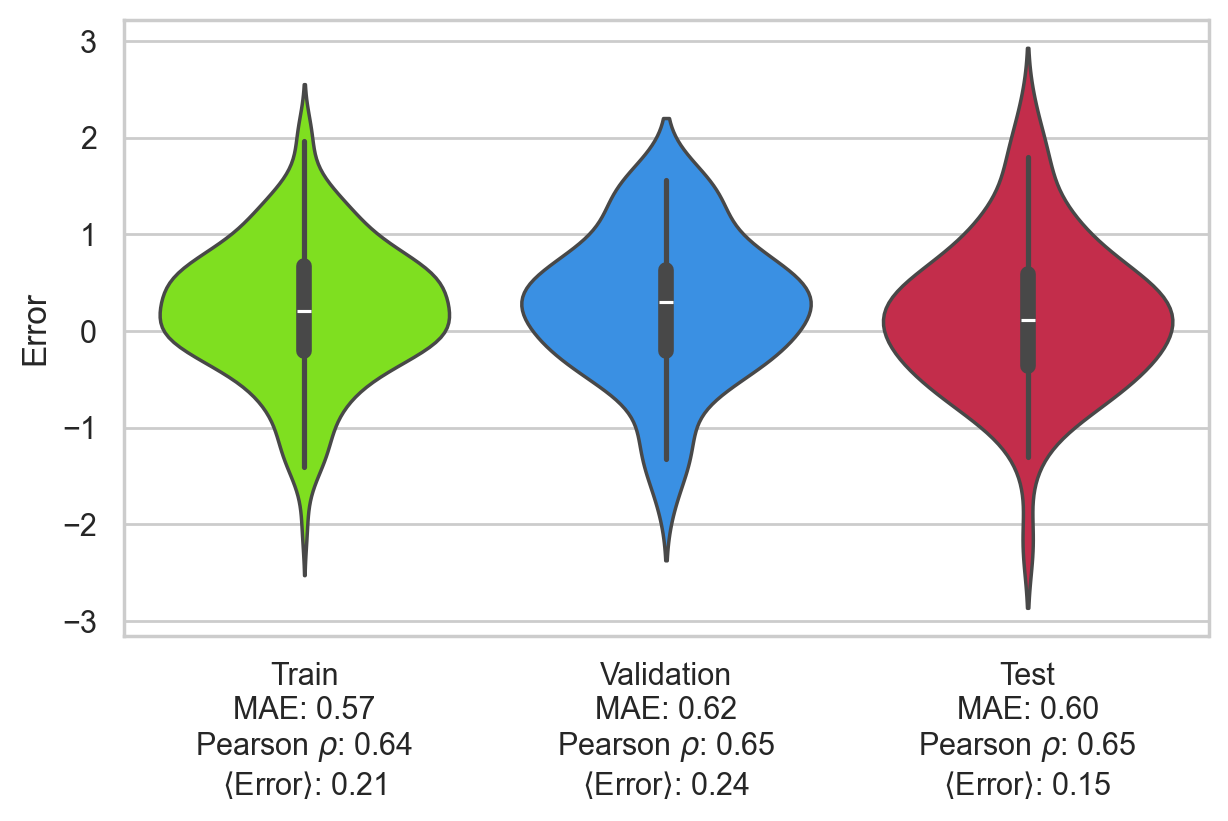 Error
3
2
1
0
−1
−2
−3
Train
MAE: 0.57
Pearson ρ: 0.64
⟨Error⟩: 0.21
Validation
MAE: 0.62
Pearson ρ: 0.65
⟨Error⟩: 0.24
Test
MAE: 0.60
Pearson ρ: 0.65
⟨Error⟩: 0.15